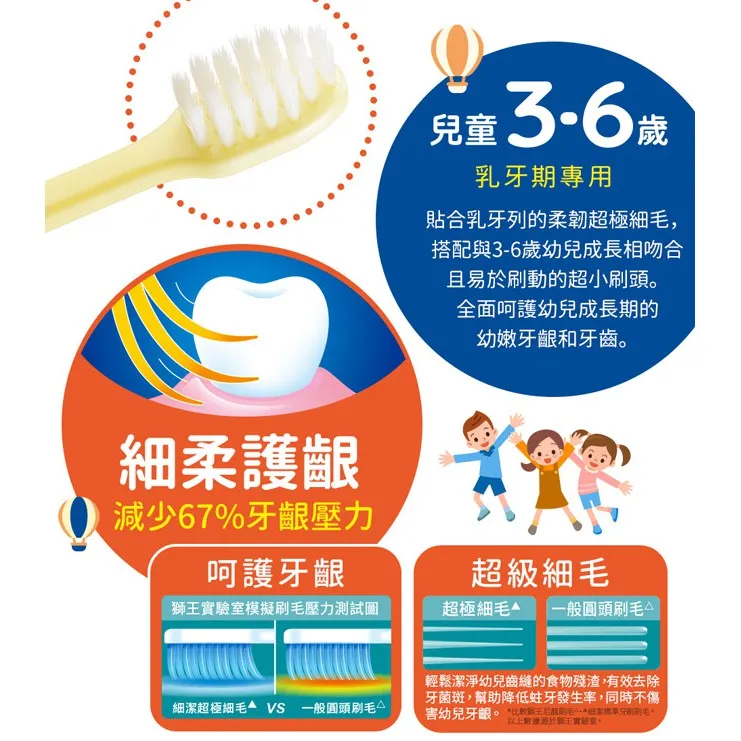 兒童3-6歲
乳牙期專用
貼合乳牙列的柔韌超極細毛，
搭配與3-6歲幼兒成長相吻合
且易於刷動的超小刷頭。
全面呵護幼兒成長期的
幼嫩牙齦和牙齒。
細柔護齦
減少67%牙齦壓力
呵護牙齦
獅王實驗室模擬刷毛壓力測試圖
細潔超極細毛▲ VS 一般圓頭刷毛△
超級細毛
超極細毛▲
一般圓頭刷毛△
輕鬆潔淨幼兒齒縫的食物殘渣，有效去除
牙菌斑，幫助降低蛀牙發生率，同時不傷
害幼兒牙齦。
以上數據源於獅王實驗室。